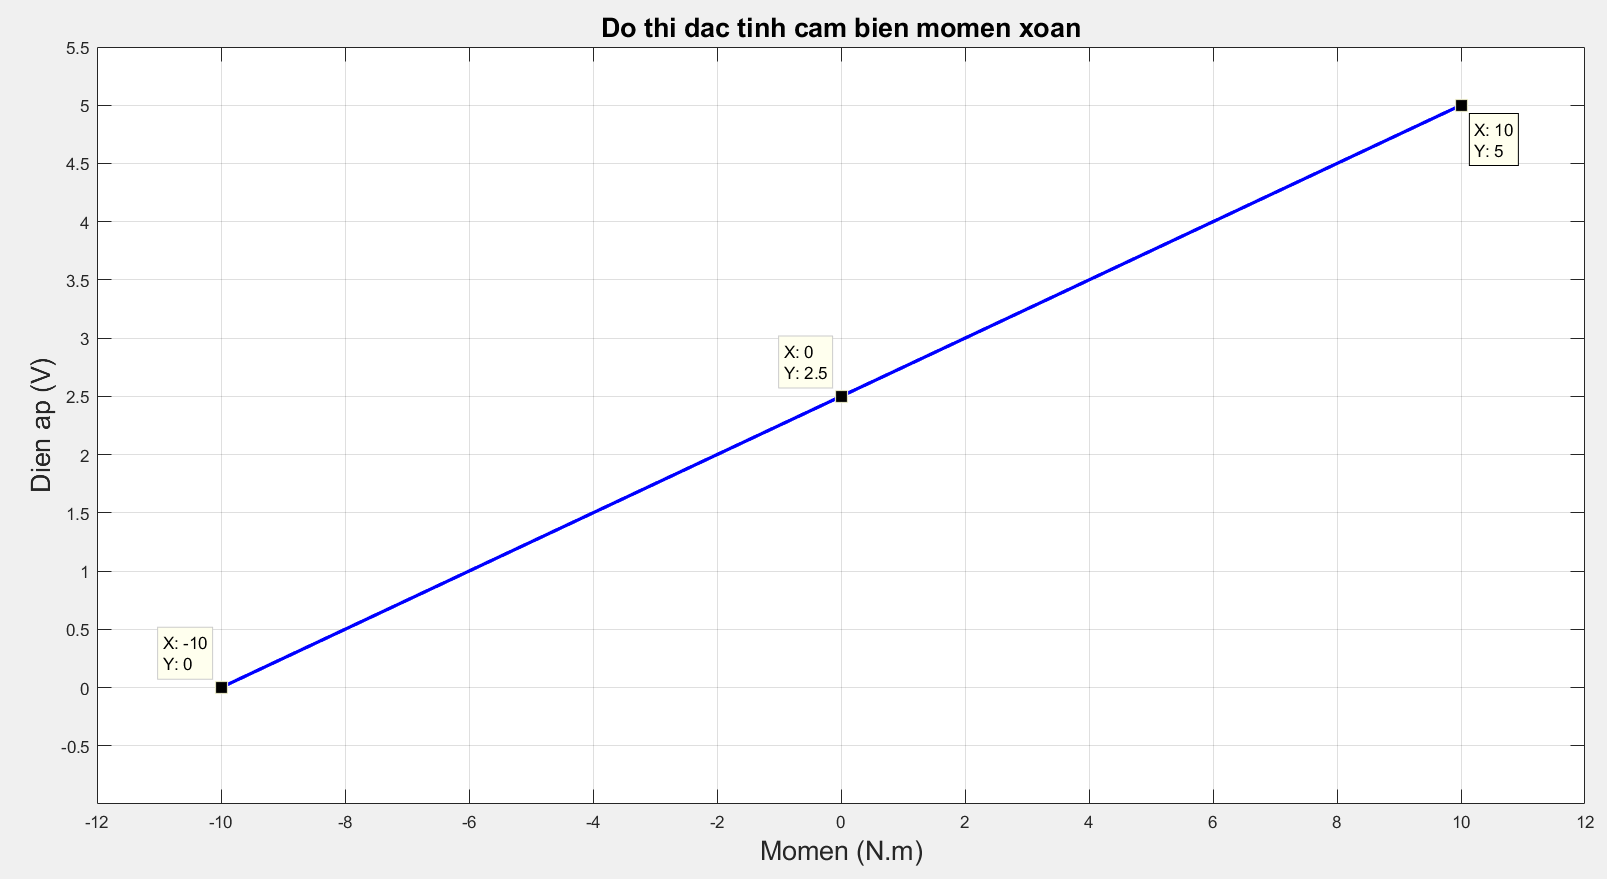 Do thi dac tinh cam bien momen xoan
5.5
5
4.5
4
3.5
3
2.5
2
1.5
1
0.5
0
-0.5
Dien ap (V)
X: 10
Y: 5
X: 0
Y: 2.5
X: -10
Y: 0
-12 -10 -8 -6 -4 -2 0 2 4 6 8 10 12
Momen (N.m)